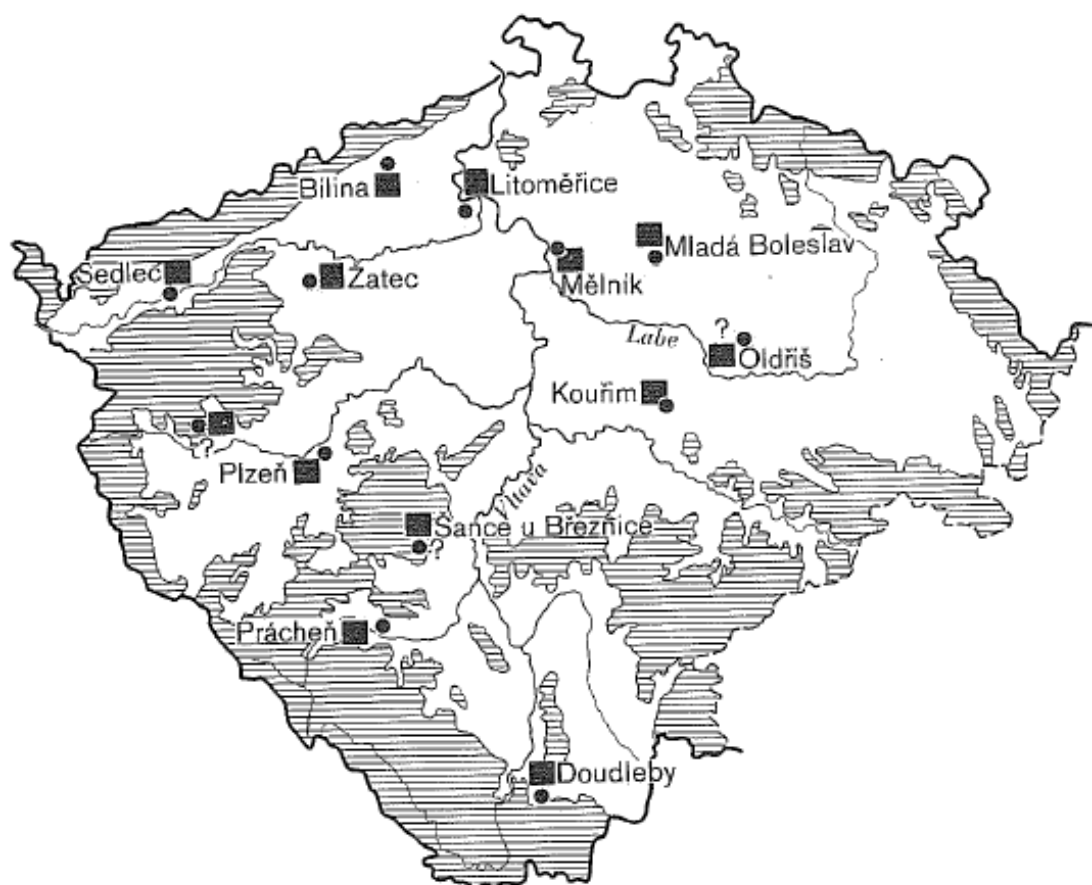 Bílina
Litoměřice
Mladá Boleslav
Sedlec
Žatec
Mělník
Labe
?
Oldřiš
Kouřim
?
Plzeň
Vltava
Šance u Březnice
?
Prácheň
Doudleby